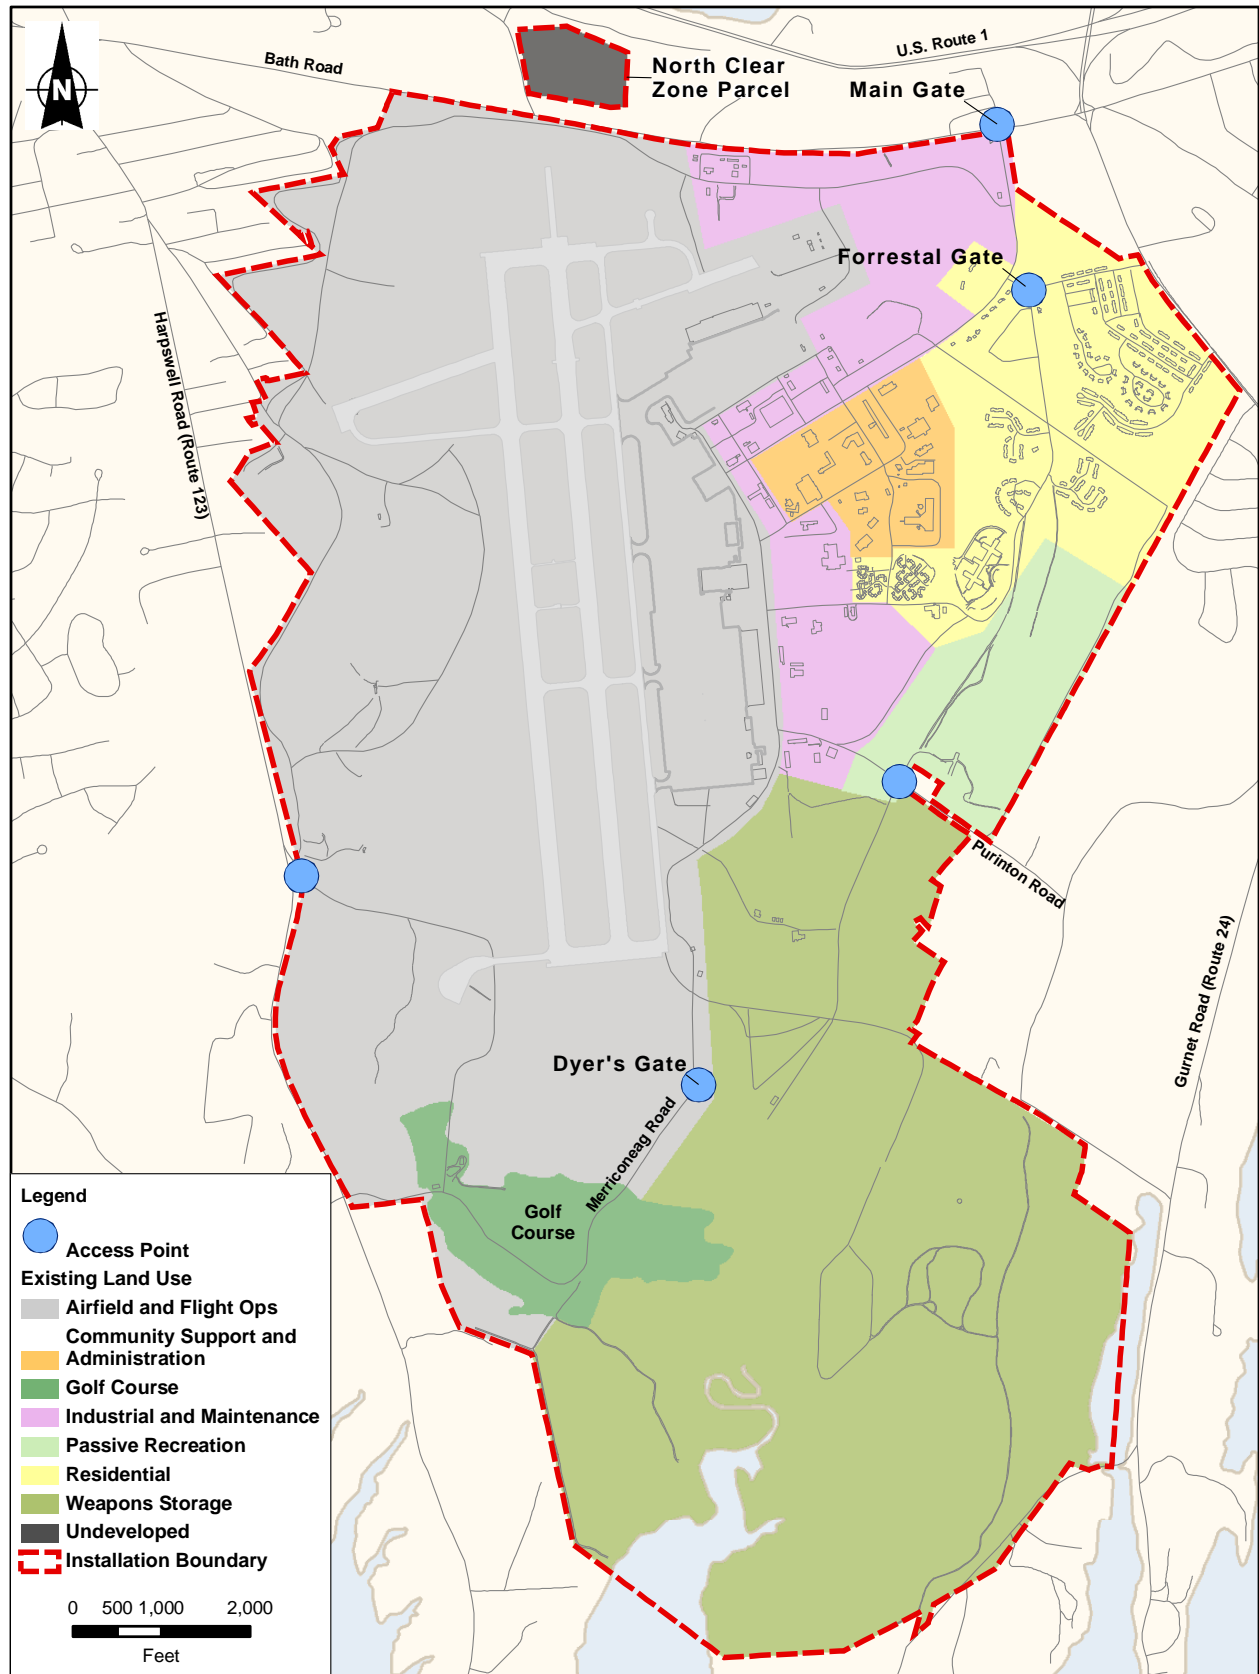 N
Bath Road
U.S. Route 1
North Clear
Zone Parcel
Main Gate
Forrestal Gate
Harpswell Road (Route 123)
Purinton Road
Gurnet Road (Route 24)
Dyer's Gate
Merriconeag Road
Golf
Course
Legend
Access Point
Existing Land Use
Airfield and Flight Ops
Community Support and
Administration
Golf Course
Industrial and Maintenance
Passive Recreation
Residential
Weapons Storage
Undeveloped
Installation Boundary
0 500 1,000 2,000
Feet